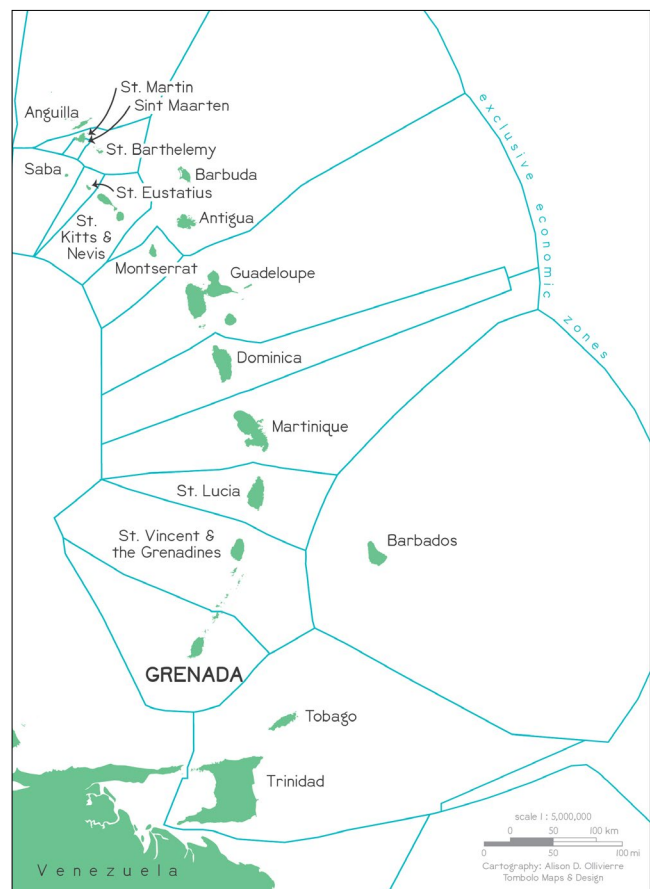 St. Martin
Sint Maarten
Anguilla
St. Barthelemy
Saba
St. Eustatius
Barbuda
St.
Kitts &
Nevis
Antigua
Montserrat
Guadeloupe
exclusive economic zones
Dominica
Martinique
St. Lucia
St. Vincent &
the Grenadines
Barbados
GRENADA
Tobago
Trinidad
Venezuela
scale 1 : 5,000,000
0 50 100 km
0 50 100 mi
Cartography: Alison D. Ollivierre
Tombolo Maps & Design